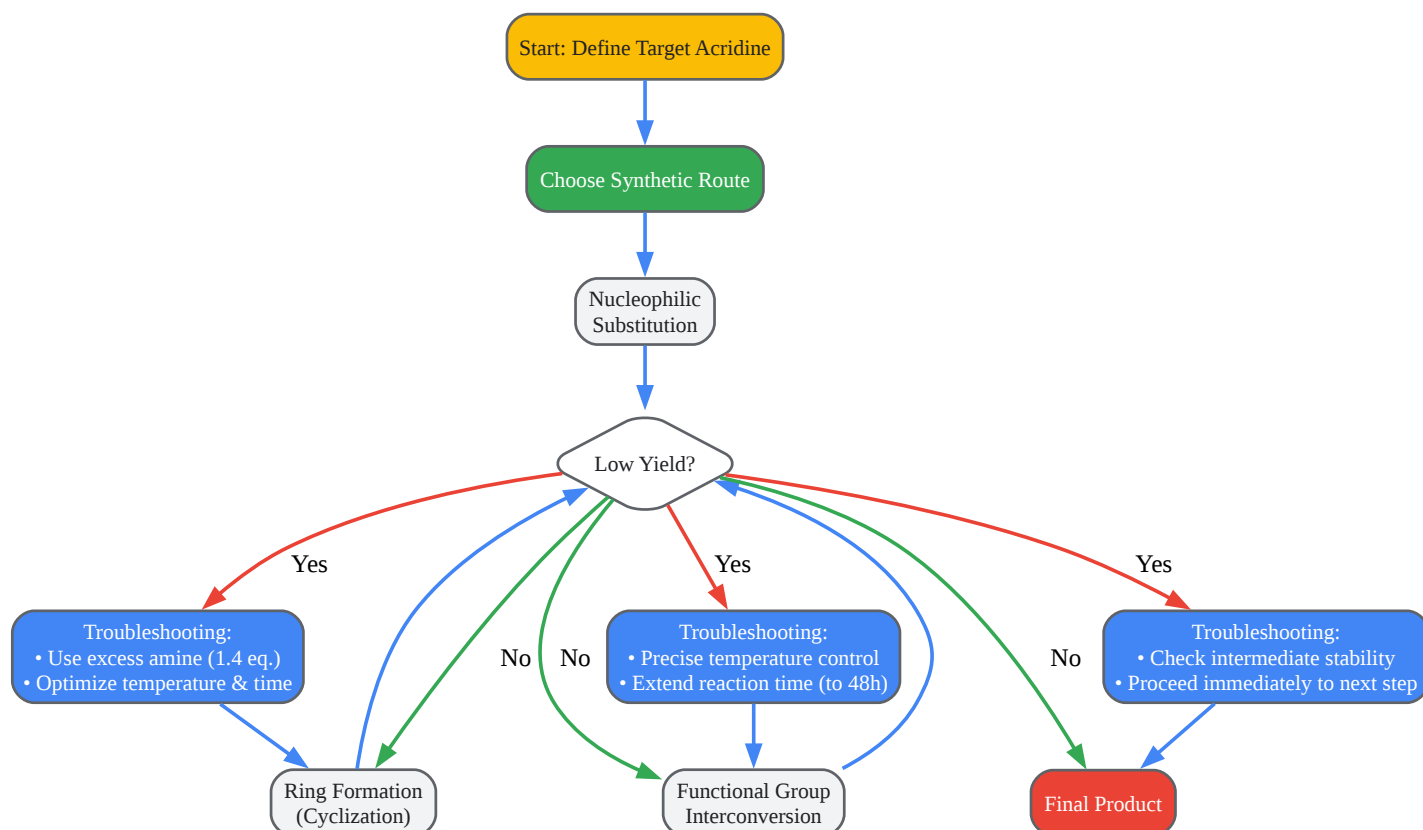 Start: Define Target Acridine
Choose Synthetic Route
Nucleophilic
Substitution
Low Yield?
Yes
Yes
Yes
Troubleshooting:
• Use excess amine (1.4 eq.)
• Optimize temperature & time
Troubleshooting:
• Precise temperature control
• Extend reaction time (to 48h)
Troubleshooting:
• Check intermediate stability
• Proceed immediately to next step
No
No
No
Ring Formation
(Cyclization)
Functional Group
Interconversion
Final Product